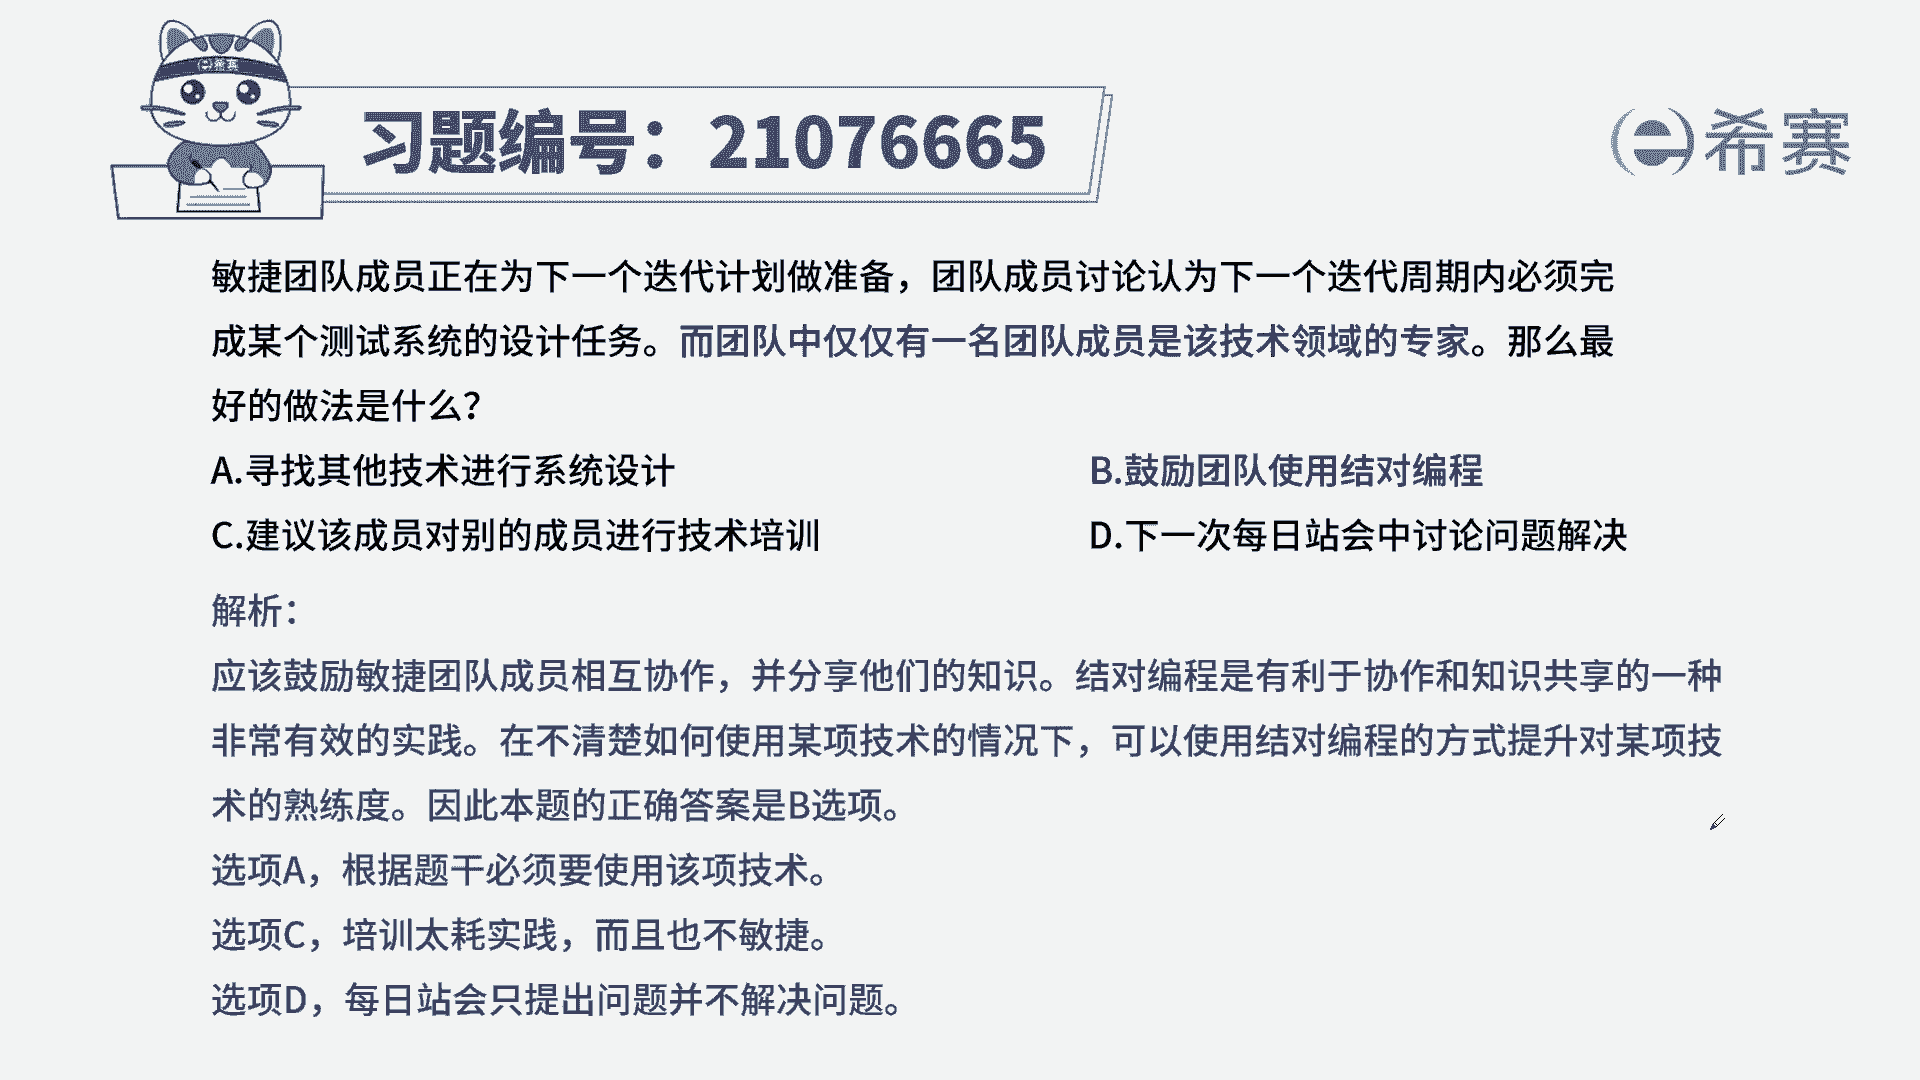 希赛
习题编号：21076665
希赛
敏捷团队成员正在为下一个迭代计划做准备，团队成员讨论认为下一个迭代周期内必须完
成某个测试系统的设计任务。而团队中仅仅有一名团队成员是该技术领域的专家。那么最
好的做法是什么？
A.寻找其他技术进行系统设计 B.鼓励团队使用结对编程
C.建议该成员对别的成员进行技术培训 D.下一次每日站会中讨论问题解决
解析：
应该鼓励敏捷团队成员相互协作，并分享他们的知识。结对编程是有利于协作和知识共享的一种
非常有效的实践。在不清楚如何使用某项技术的情况下，可以使用结对编程的方式提升对某项技
术的熟练度。因此本题的正确答案是B选项。
选项A，根据题干必须要使用该项技术。
选项C，培训太耗实践，而且也不敏捷。
选项D，每日站会只提出问题并不解决问题。